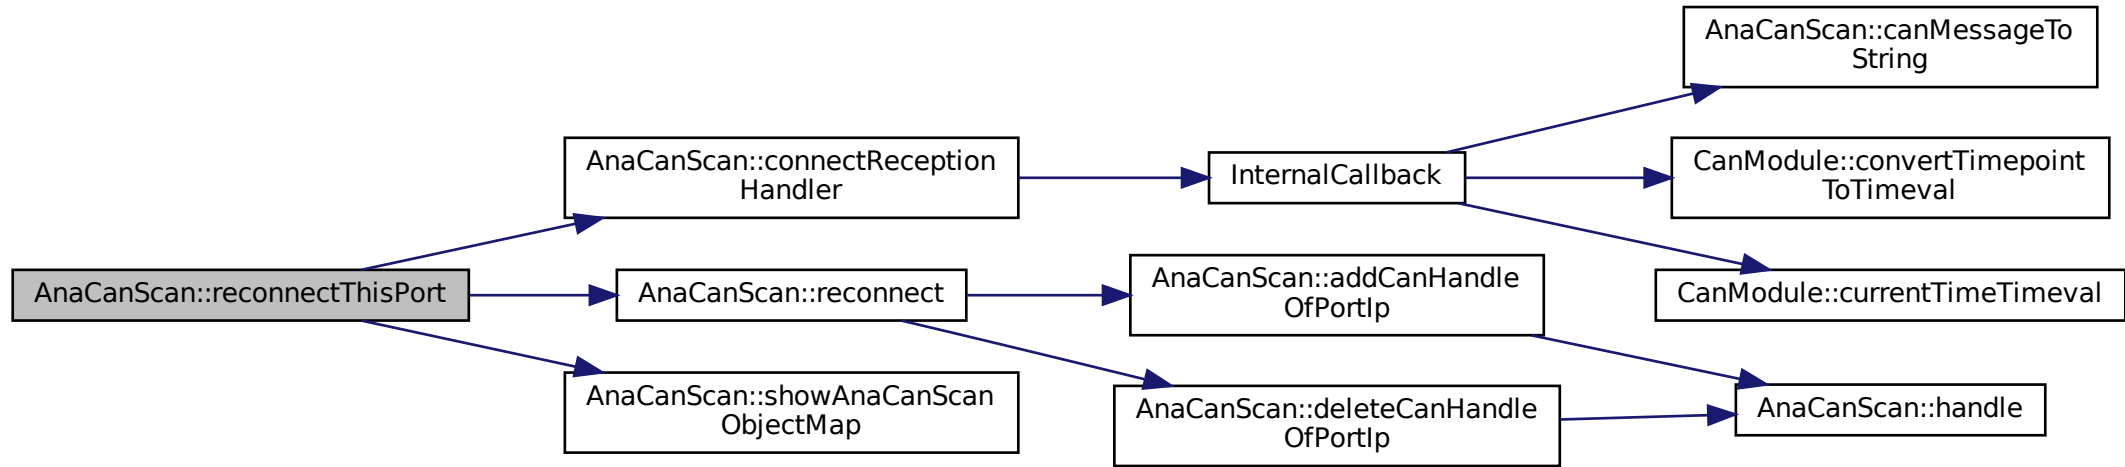 AnaCanScan::reconnectThisPort
AnaCanScan::connectReception
Handler
AnaCanScan::reconnect
AnaCanScan::showAnaCanScan
ObjectMap
InternalCallback
AnaCanScan::addCanHandle
OfPortIp
AnaCanScan::deleteCanHandle
OfPortIp
AnaCanScan::canMessageTo
String
CanModule::convertTimepoint
ToTimeval
CanModule::currentTimeTimeval
AnaCanScan::handle